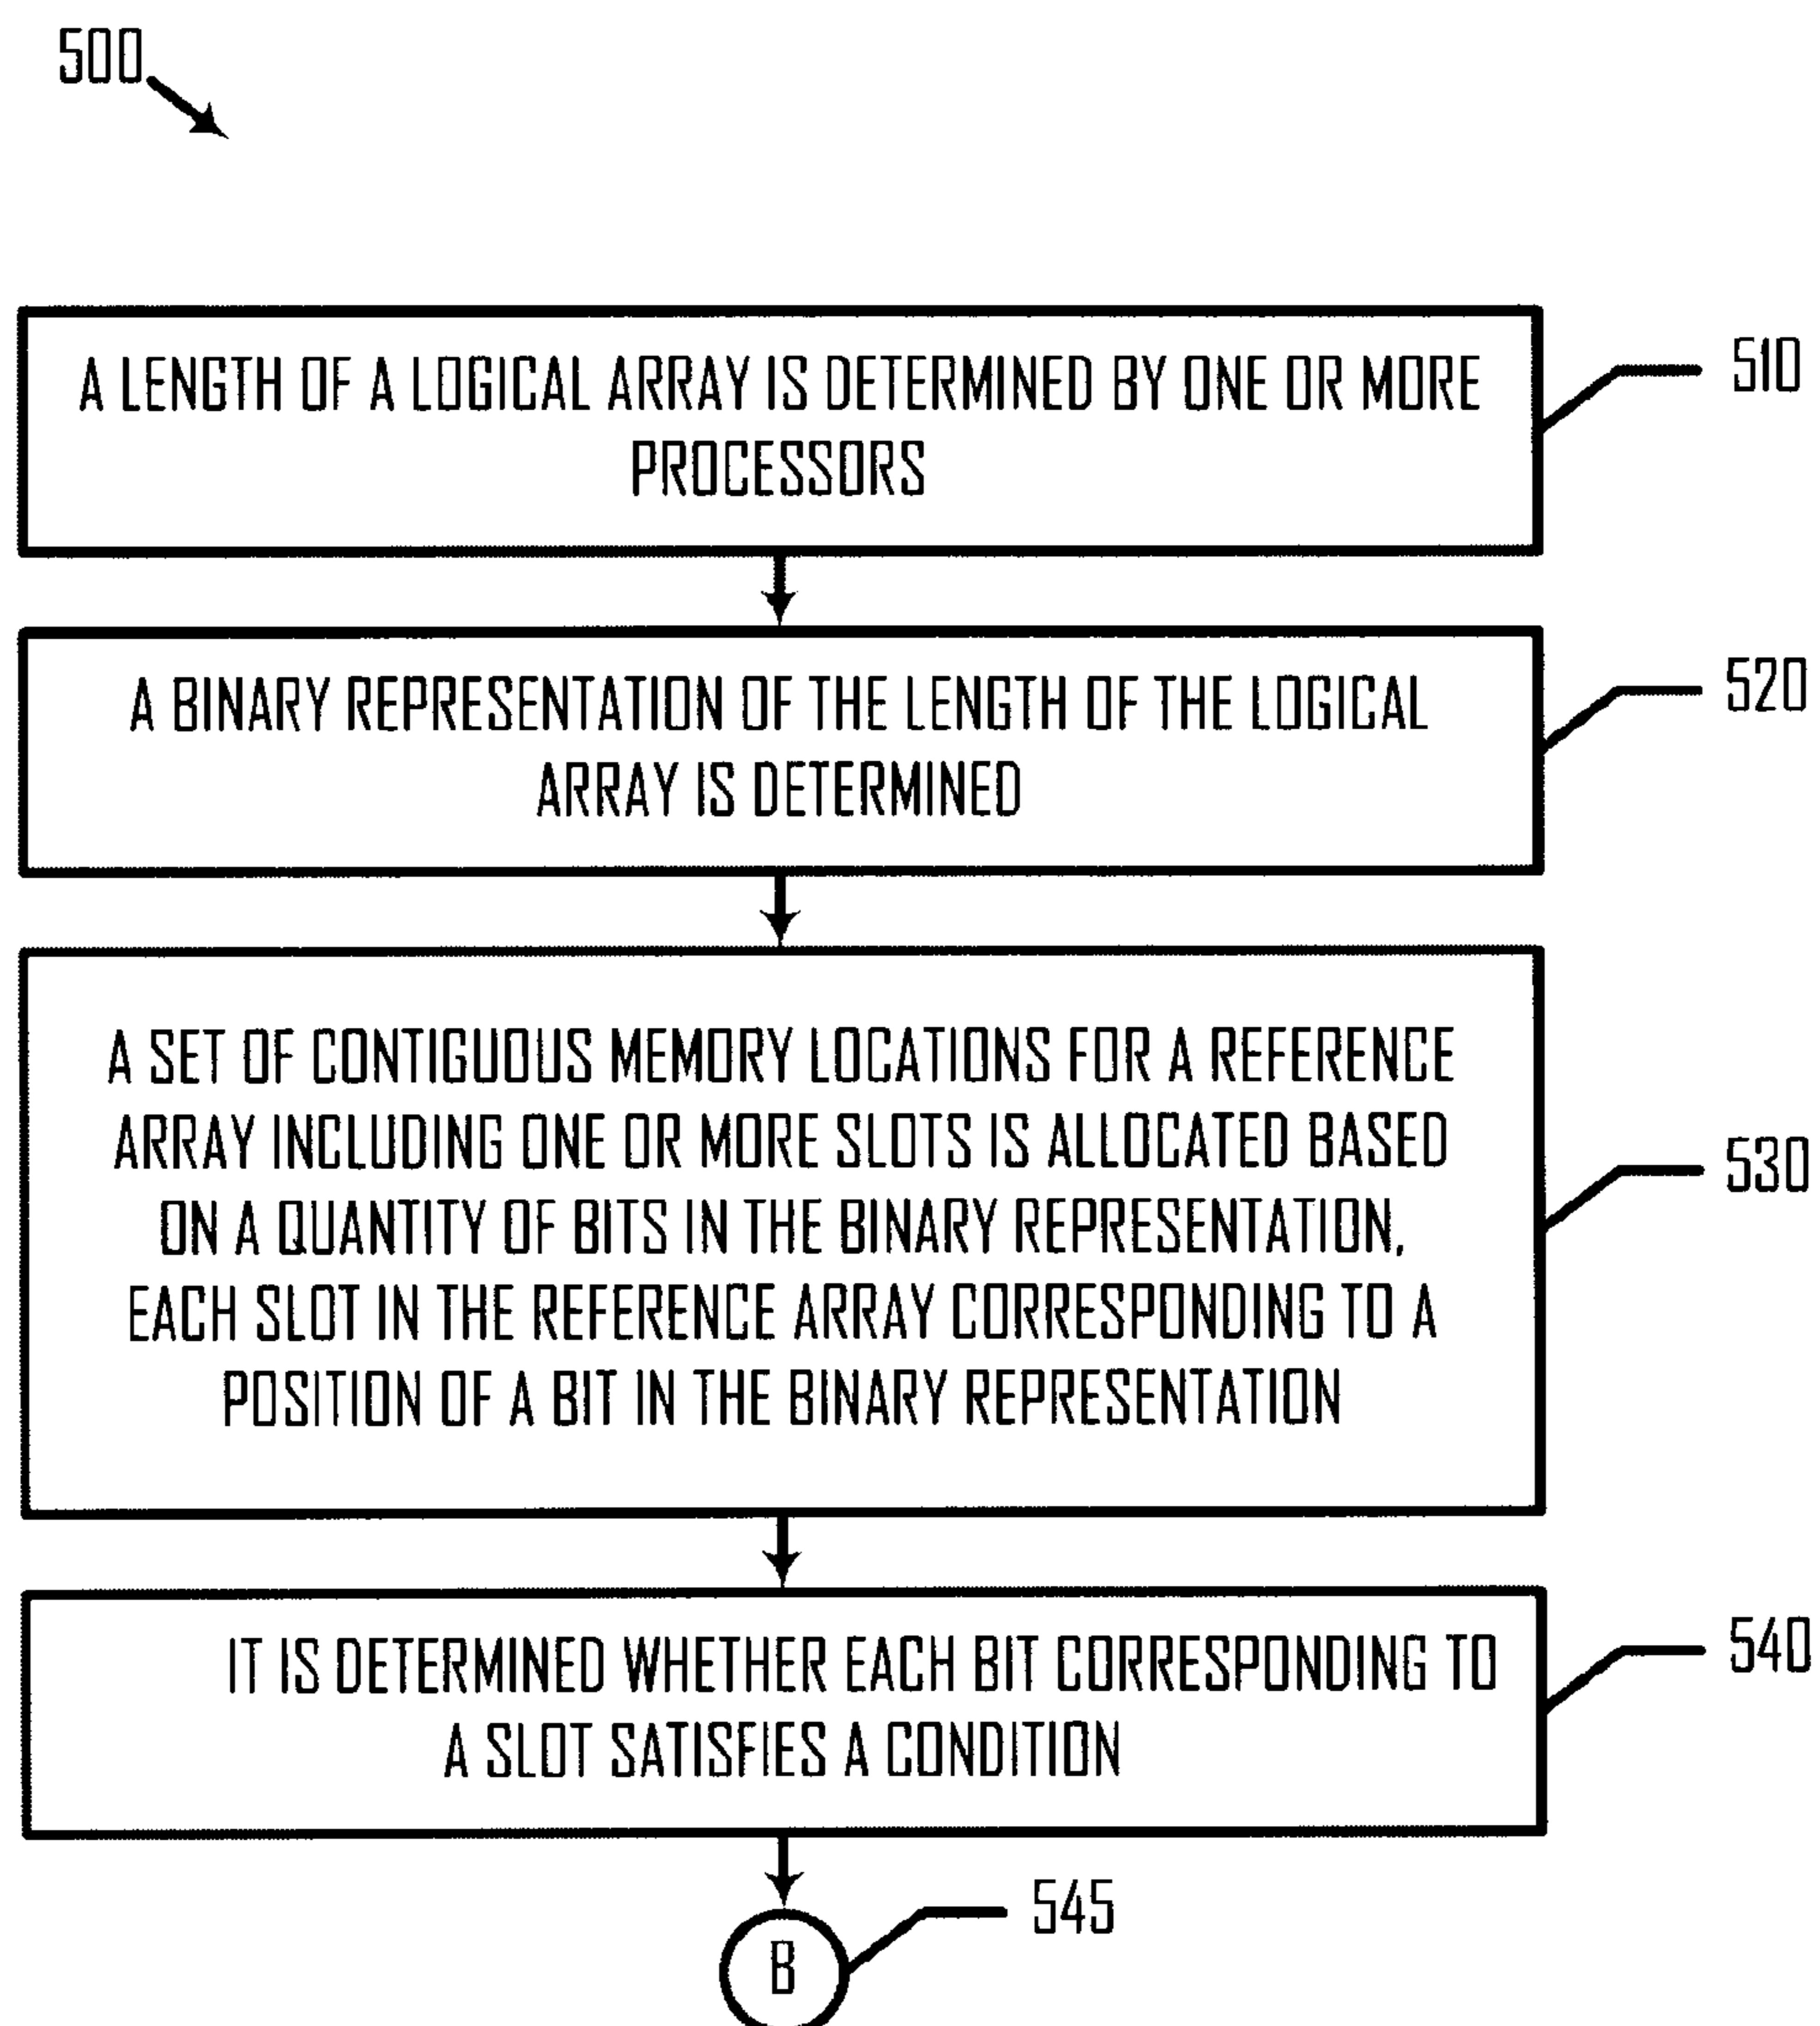 500
A LENGTH OF A LOGICAL ARRAY IS DETERMINED BY ONE OR MORE
PROCESSORS
510
A BINARY REPRESENTATION OF THE LENGTH OF THE LOGICAL
ARRAY IS DETERMINED
520
A SET OF CONTIGUOUS MEMORY LOCATIONS FOR A REFERENCE
ARRAY INCLUDING ONE OR MORE SLOTS IS ALLOCATED BASED
ON A QUANTITY OF BITS IN THE BINARY REPRESENTATION,
EACH SLOT IN THE REFERENCE ARRAY CORRESPONDING TO A
POSITION OF A BIT IN THE BINARY REPRESENTATION
530
IT IS DETERMINED WHETHER EACH BIT CORRESPONDING TO
A SLOT SATISFIES A CONDITION
540
B
545